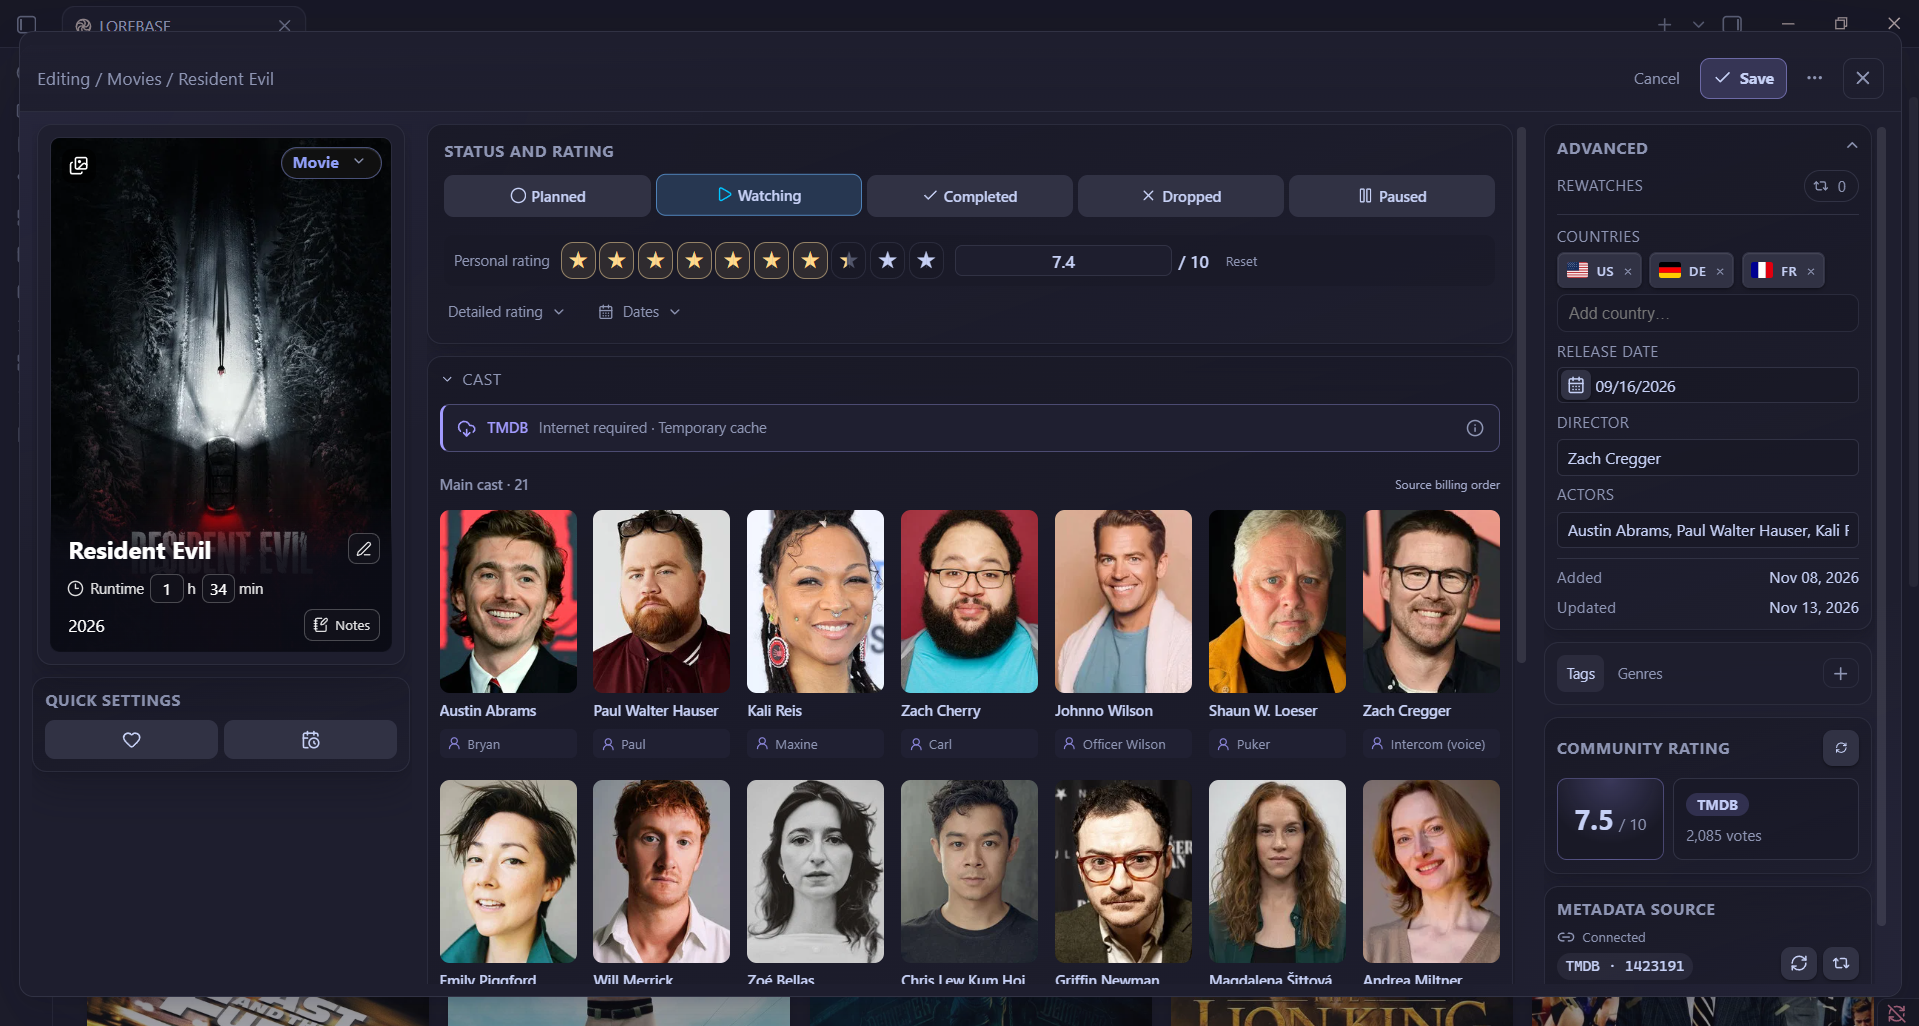 LOREBASE
Editing / Movies / Resident Evil
Cancel
Save
Movie
RESIDENT EVIL
Resident Evil
Runtime 1 h 34 min
2026
Notes
QUICK SETTINGS
STATUS AND RATING
Planned
Watching
Completed
Dropped
Paused
Personal rating
7.4 / 10
Reset
Detailed rating
Dates
CAST
TMDB Internet required · Temporary cache
Main cast · 21
Source billing order
Austin Abrams
Paul Walter Hauser
Kali Reis
Zach Cherry
Johnno Wilson
Shaun W. Loeser
Zach Cregger
Bryan
Paul
Maxine
Carl
Officer Wilson
Puker
Intercom (voice)
Emily Piggford
Will Merrick
Zoé Bellas
Chris Lew Kum Hoi
Griffin Newman
Magdalena Šittová
Andrea Miltner
ADVANCED
REWATCHES
0
COUNTRIES
US ×
DE ×
FR ×
Add country…
RELEASE DATE
09/16/2026
DIRECTOR
Zach Cregger
ACTORS
Austin Abrams, Paul Walter Hauser, Kali
Added Nov 08, 2026
Updated Nov 13, 2026
Tags
Genres
COMMUNITY RATING
7.5 / 10
TMDB
2,085 votes
METADATA SOURCE
Connected
TMDB · 1423191
LION KING